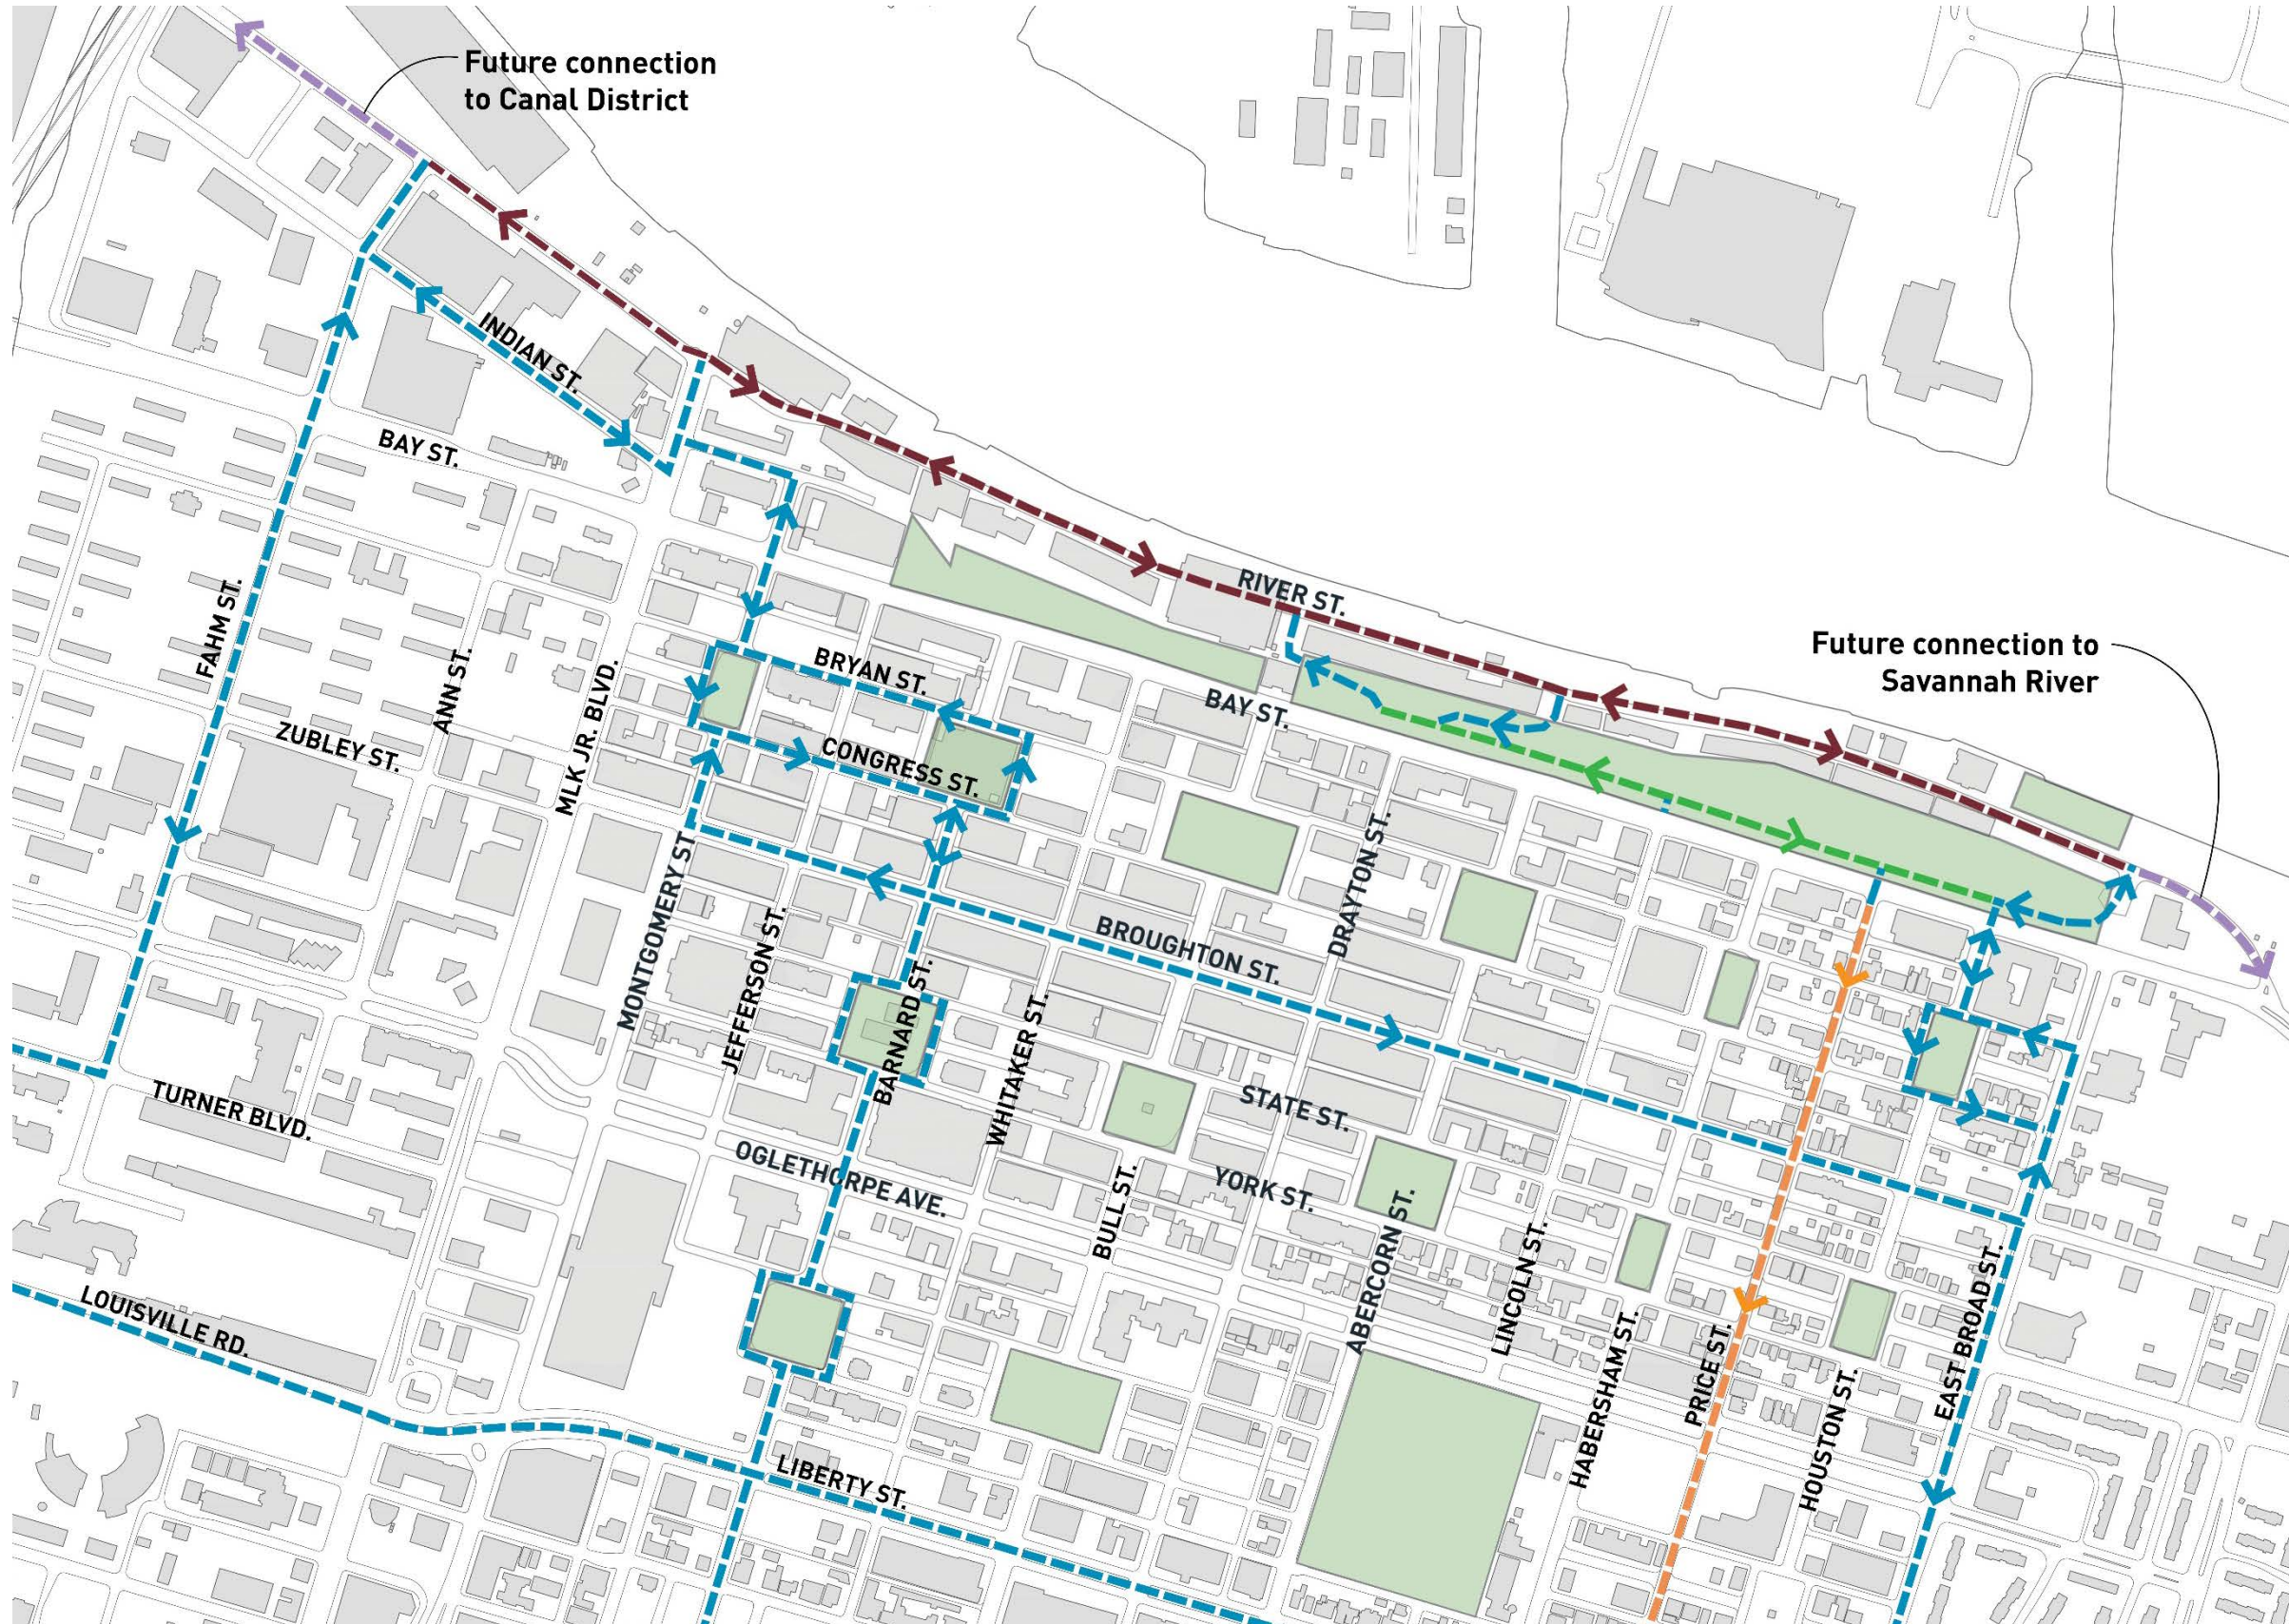 Future connection
to Canal District
INDIAN ST.
BAY ST.
RIVER ST.
FAHM ST.
Future connection to
Savannah River
BRYAN ST.
ANN ST.
BAY ST.
MLK JR. BLVD.
ZUBLEY ST.
CONGRESS ST.
MONTGOMERY ST.
DRAYTON ST.
JEFFERSON ST.
BROUGHTON ST.
BARNARD ST.
WHITAKER ST.
TURNER BLVD.
STATE ST.
OGLETHORPE AVE.
YORK ST.
BULL ST.
ABERCORN ST.
LINCOLN ST.
EAST BROAD ST.
LOUISVILLE RD.
HABERSHAM ST.
PRICE ST.
HOUSTON ST.
LIBERTY ST.